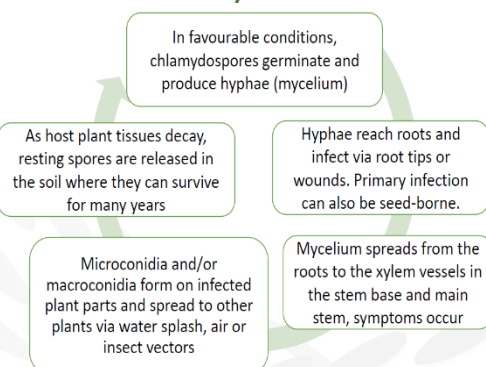 In favourable conditions,
chlamydospores germinate and
produce hyphae (mycelium)
Hyphae reach roots and
infect via root tips or
wounds. Primary infection
can also be seed-borne.
Mycelium spreads from the
roots to the xylem vessels in
the stem base and main
stem, symptoms occur
Microconidia and/or
macroconidia form on infected
plant parts and spread to other
plants via water splash, air or
insect vectors
As host plant tissues decay,
resting spores are released in
the soil where they can survive
for many years